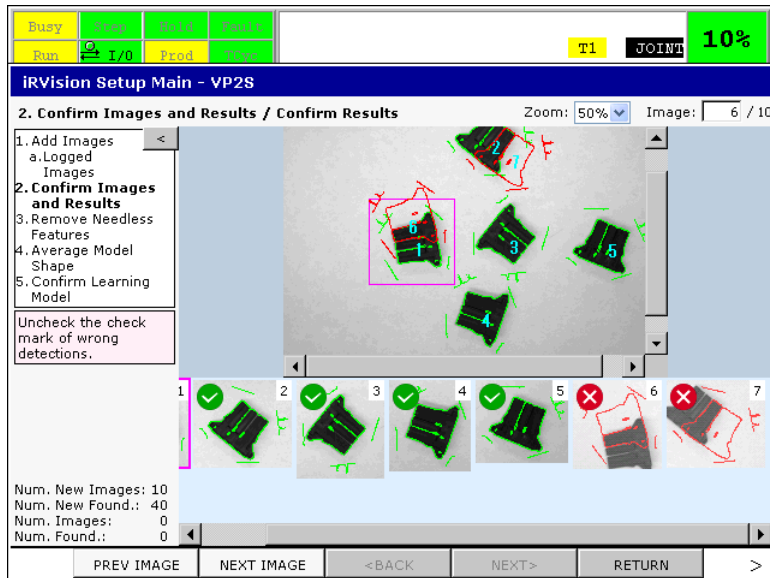 Busy Step Hold Fault
Run I/O Prod TCyc
T1 JOINT 10%
iRVision Setup Main - VP2S
2. Confirm Images and Results / Confirm Results Zoom: 50% Image: 6 / 10
<
1.Add Images
a.Logged
Images
2.Confirm Images
and Results
3.Remove Needless
Features
4.Average Model
Shape
5.Confirm Learning
Model
Uncheck the check
mark of wrong
detections.
2
7
6
1
3
5
4
1 2 3 4 5 6 7
Num. New Images: 10
Num. New Found.: 40
Num. Images: 0
Num. Found.: 0
PREV IMAGE NEXT IMAGE <BACK NEXT> RETURN >